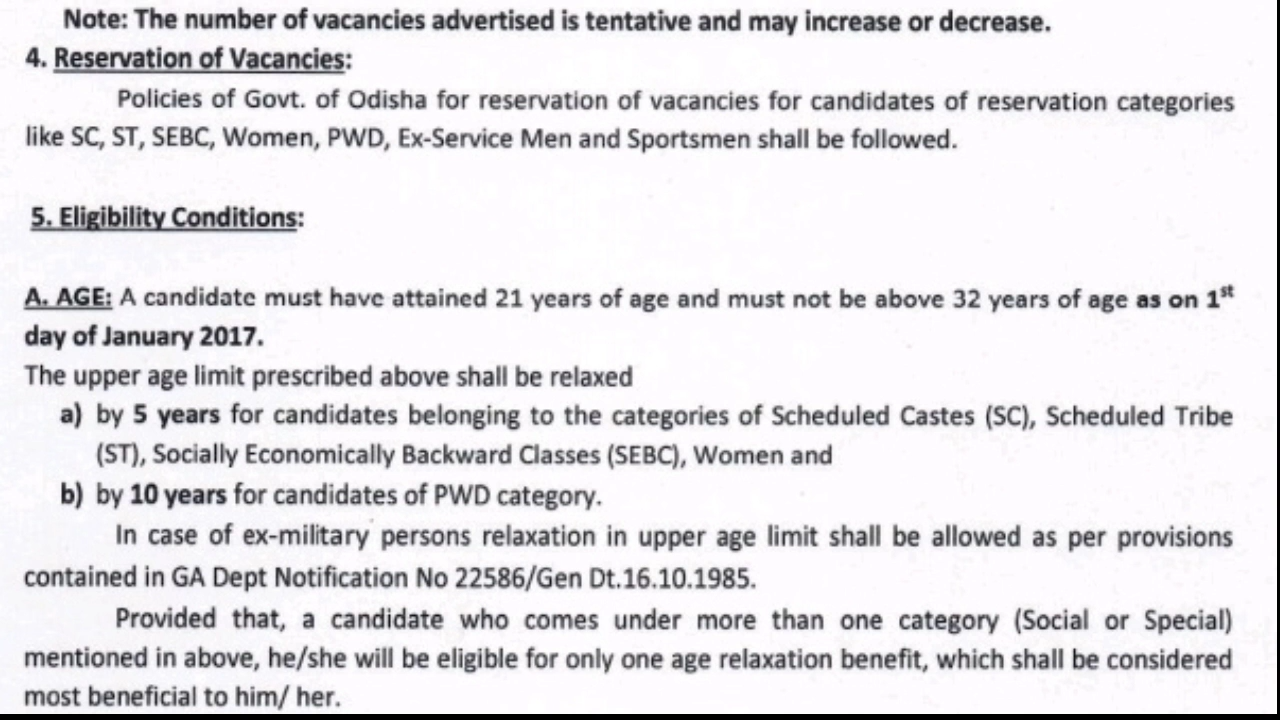 Note: The number of vacancies advertised is tentative and may increase or decrease.
4. Reservation of Vacancies:
Policies of Govt. of Odisha for reservation of vacancies for candidates of reservation categories
like SC, ST, SEBC, Women, PWD, Ex-Service Men and Sportsmen shall be followed.
5. Eligibility Conditions:
A. AGE: A candidate must have attained 21 years of age and must not be above 32 years of age as on 1st
day of January 2017.
The upper age limit prescribed above shall be relaxed
a) by 5 years for candidates belonging to the categories of Scheduled Castes (SC), Scheduled Tribe
(ST), Socially Economically Backward Classes (SEBC), Women and
b) by 10 years for candidates of PWD category.
In case of ex-military persons relaxation in upper age limit shall be allowed as per provisions
contained in GA Dept Notification No 22586/Gen Dt.16.10.1985.
Provided that, a candidate who comes under more than one category (Social or Special)
mentioned in above, he/she will be eligible for only one age relaxation benefit, which shall be considered
most beneficial to him/ her.